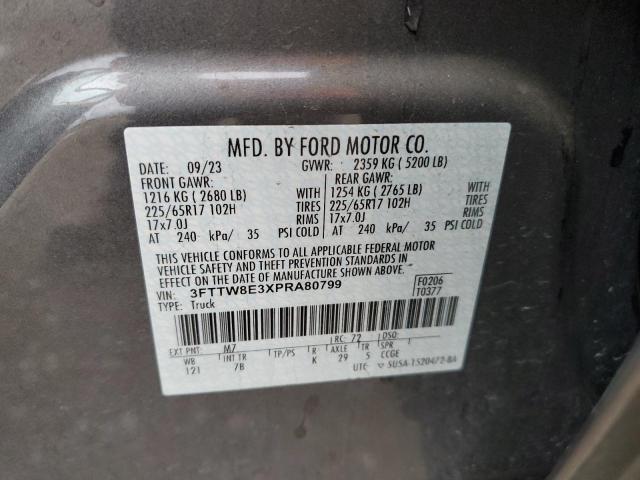 MFD. BY FORD MOTOR CO.
DATE: 09/23 GVWR: 2359 KG ( 5200 LB)
FRONT GAWR: REAR GAWR:
1216 KG ( 2680 LB) WITH 1254 KG ( 2765 LB) WITH
225/65R17 102H TIRES 225/65R17 102H TIRES
17x7.0J RIMS 17x7.0J RIMS
AT 240 kPa/ 35 PSI COLD AT 240 kPa/ 35 PSI COLD
THIS VEHICLE CONFORMS TO ALL APPLICABLE FEDERAL MOTOR
VEHICLE SAFETY AND THEFT PREVENTION STANDARDS IN
EFFECT ON THE DATE OF MANUFACTURE SHOWN ABOVE.
VIN: 3FTTW8E3XPRA80799 F0206
TYPE: Truck T0377
EXT PNT: M7 RC: 72 DSO:
WB INT TR TP/PS R AXLE TR SPR
121 7B K 29 5 CCGE
UTC 5U5A-1520472-BA